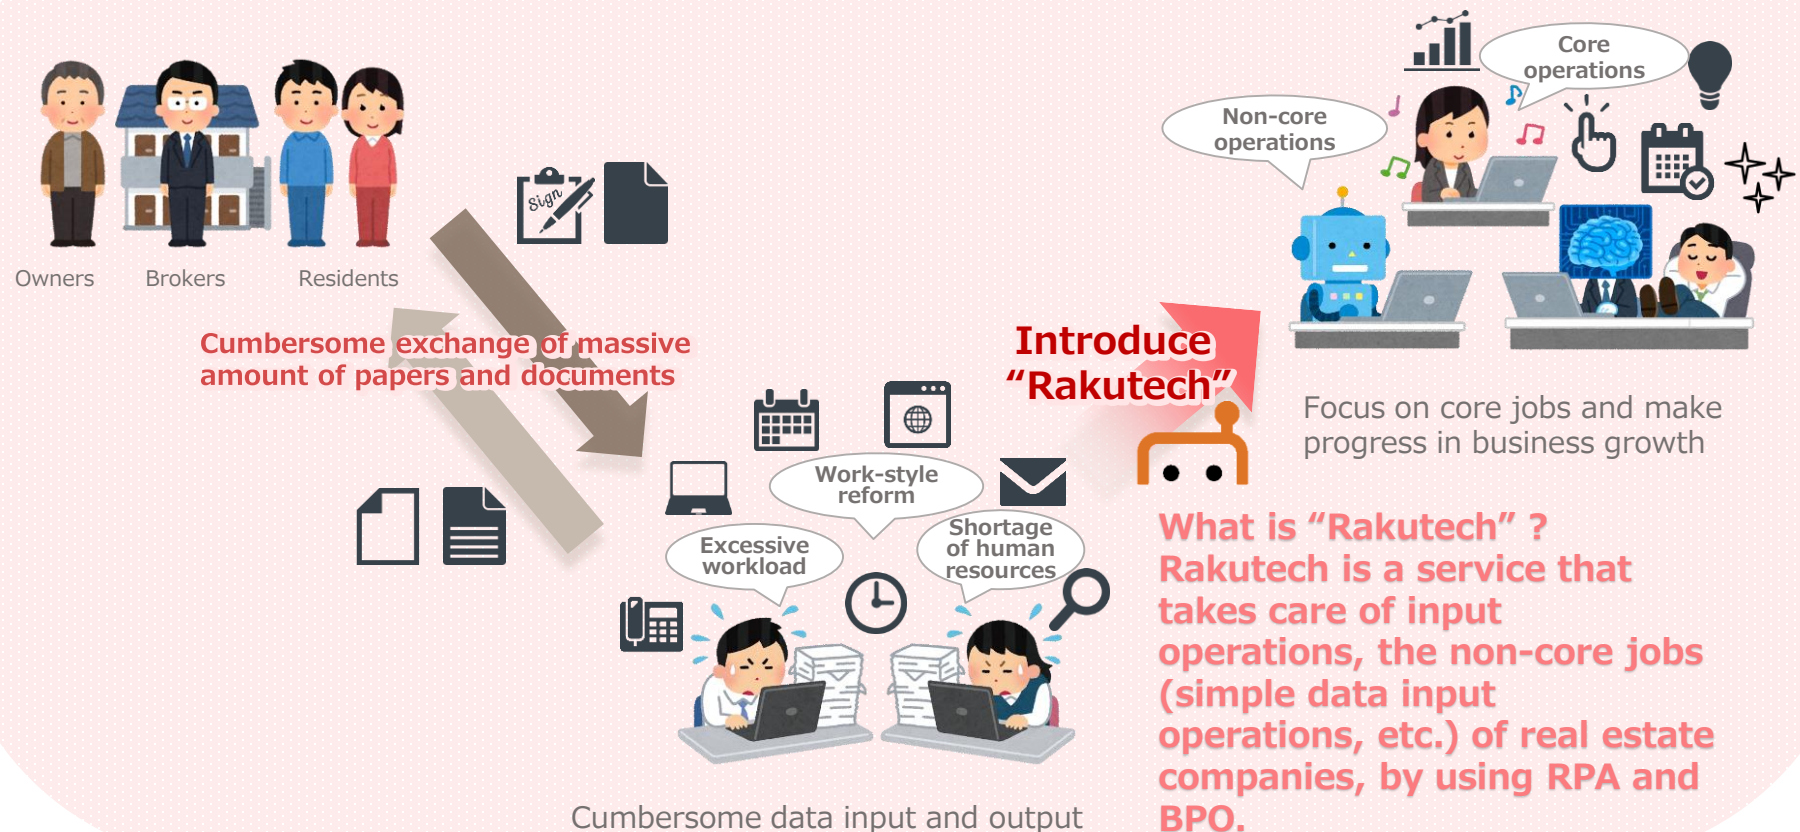 Owners
Brokers
Residents
Sign
Cumbersome exchange of massive
amount of papers and documents
Work-style
reform
Excessive
workload
Shortage
of human
resources
Cumbersome data input and output
Introduce
“Rakutech”
Non-core
operations
Core
operations
Focus on core jobs and make
progress in business growth
What is “Rakutech” ?
Rakutech is a service that
takes care of input
operations, the non-core jobs
(simple data input
operations, etc.) of real estate
companies, by using RPA and
BPO.